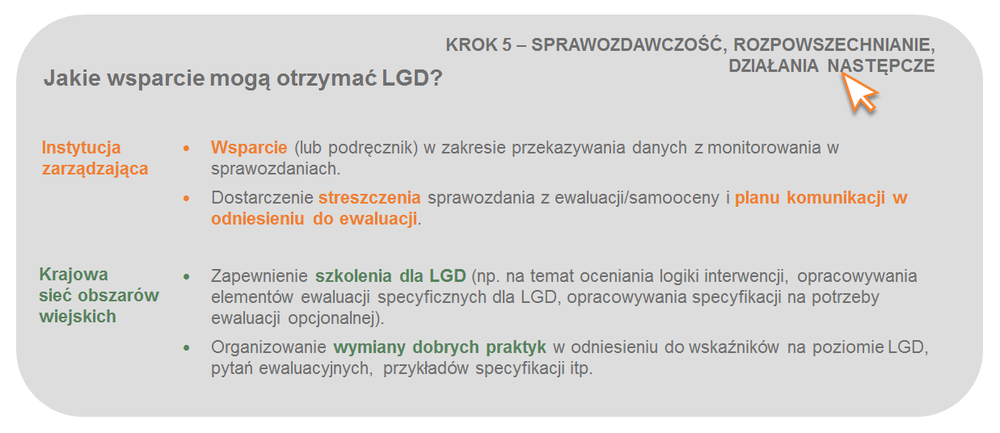 KROK 5 – SPRAWOZDAWCZOŚĆ, ROZPOWSZECHNIANIE,
DZIAŁANIA NASTĘPCZE
Jakie wsparcie mogą otrzymać LGD?
Instytucja
zarządzająca
• Wsparcie (lub podręcznik) w zakresie przekazywania danych z monitorowania w
sprawozdaniach.
• Dostarczenie streszczenia sprawozdania z ewaluacji/samooceny i planu komunikacji w
odniesieniu do ewaluacji.
Krajowa
sieć obszarów
wiejskich
• Zapewnienie szkolenia dla LGD (np. na temat oceniania logiki interwencji, opracowywania
elementów ewaluacji specyficznych dla LGD, opracowywania specyfikacji na potrzeby
ewaluacji opcjonalnej).
• Organizowanie wymiany dobrych praktyk w odniesieniu do wskaźników na poziomie LGD,
pytań ewaluacyjnych, przykładów specyfikacji itp.